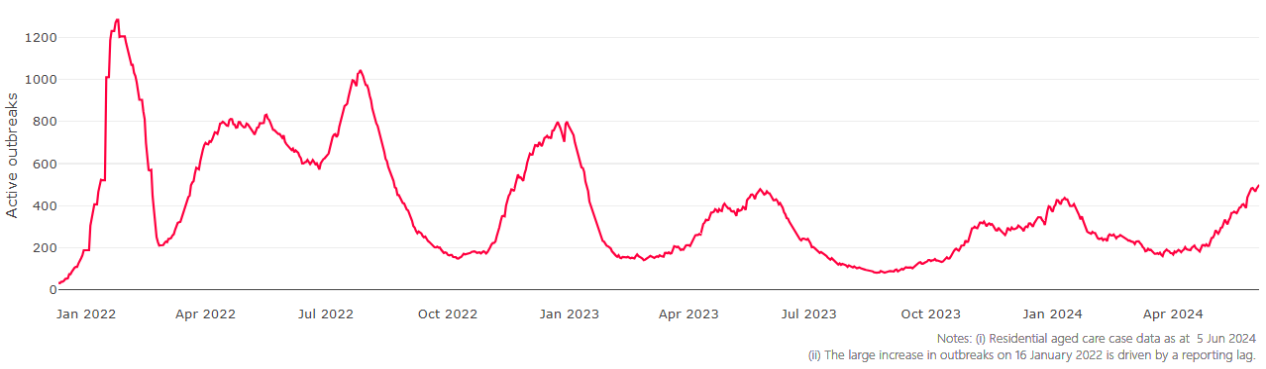 Active outbreaks
1200
1000
800
600
400
200
0
Jan 2022 Apr 2022 Jul 2022 Oct 2022 Jan 2023 Apr 2023 Jul 2023 Oct 2023 Jan 2024 Apr 2024
Notes: (i) Residential aged care case data as at 5 Jun 2024
(ii) The large increase in outbreaks on 16 January 2022 is driven by a reporting lag.